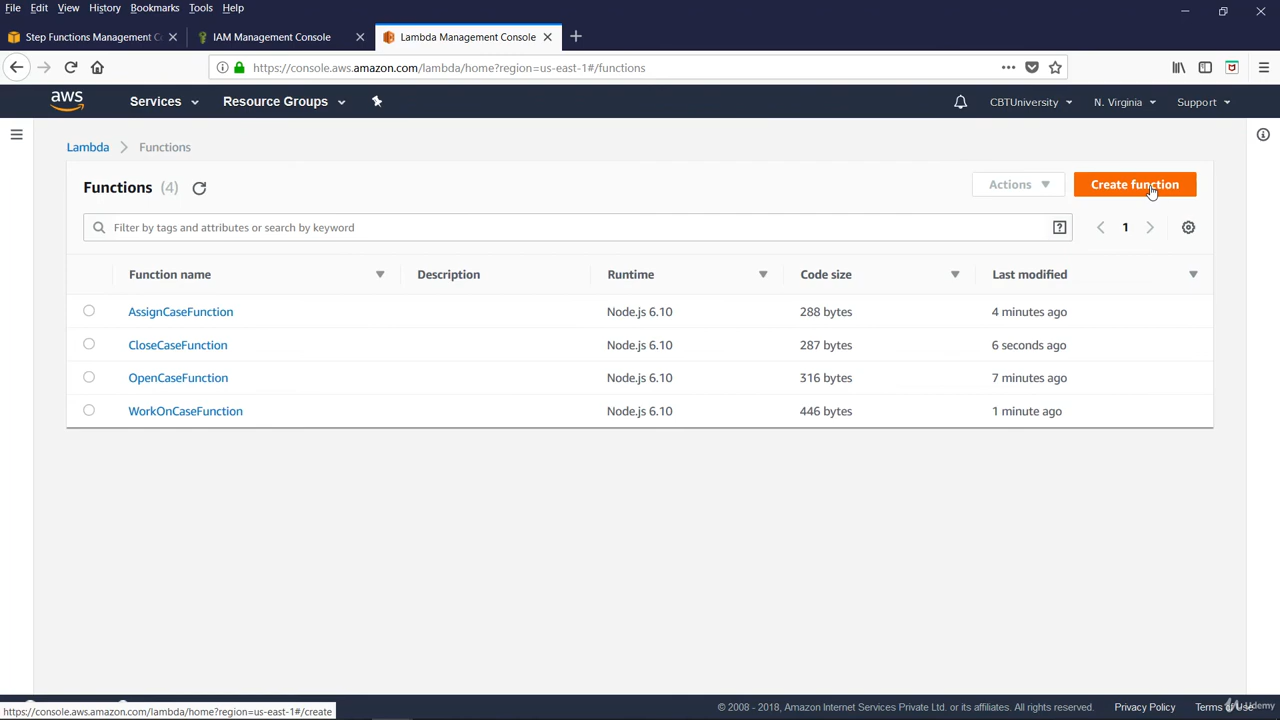 File Edit View History Bookmarks Tools Help
Step Functions Management C
IAM Management Console
Lambda Management Console
https://console.aws.amazon.com/lambda/home?region=us-east-1#/functions
aws Services Resource Groups CBTUniversity N. Virginia Support
Lambda Functions
Functions (4) Actions Create function
Filter by tags and attributes or search by keyword 1
Function name Description Runtime Code size Last modified
AssignCaseFunction Node.js 6.10 288 bytes 4 minutes ago
CloseCaseFunction Node.js 6.10 287 bytes 6 seconds ago
OpenCaseFunction Node.js 6.10 316 bytes 7 minutes ago
WorkOnCaseFunction Node.js 6.10 446 bytes 1 minute ago
© 2008 - 2018, Amazon Internet Services Private Ltd. or its affiliates. All rights reserved. Privacy Policy Terms
Udemy
https://console.aws.amazon.com/lambda/home?region=us-east-1#/create